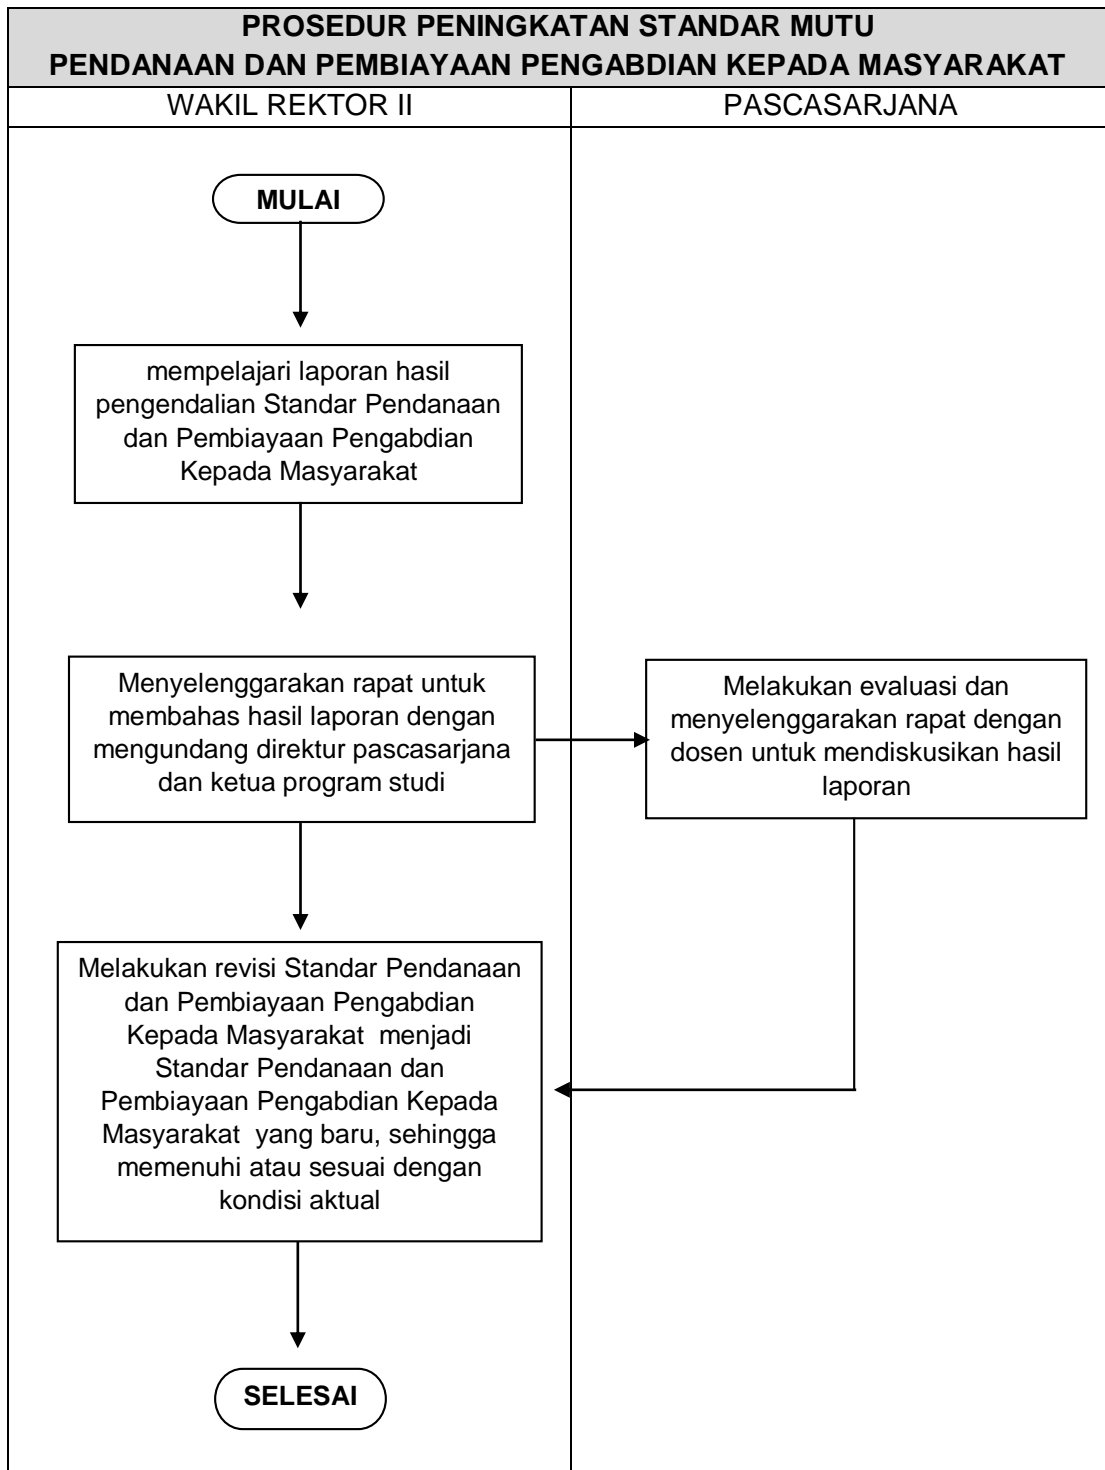 PROSEDUR PENINGKATAN STANDAR MUTU
PENDANAAN DAN PEMBIAYAAN PENGABDIAN KEPADA MASYARAKAT
WAKIL REKTOR II
PASCASARJANA
MULAI
mempelajari laporan hasil
pengendalian Standar Pendanaan
dan Pembiayaan Pengabdian
Kepada Masyarakat
Menyelenggarakan rapat untuk
membahas hasil laporan dengan
mengundang direktur pascasarjana
dan ketua program studi
Melakukan evaluasi dan
menyelenggarakan rapat dengan
dosen untuk mendiskusikan hasil
laporan
Melakukan revisi Standar Pendanaan
dan Pembiayaan Pengabdian
Kepada Masyarakat  menjadi
Standar Pendanaan dan
Pembiayaan Pengabdian Kepada
Masyarakat  yang baru, sehingga
memenuhi atau sesuai dengan
kondisi aktual
SELESAI